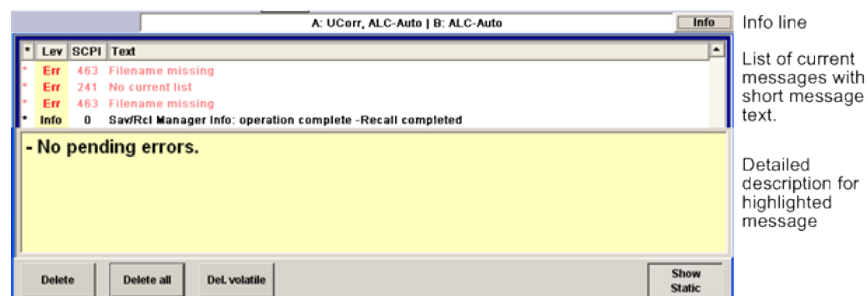 A: UCorr, ALC-Auto | B: ALC-Auto Info
Info line
* Lev SCPI Text
* Err 463 Filename missing
* Err 241 No current list
* Err 463 Filename missing
* Info 0 Sav/Rcl Manager Info: operation complete -Recall completed
List of current
messages with
short message
text.
- No pending errors.
Detailed
description for
highlighted
message
Delete Delete all Del. volatile Show Static